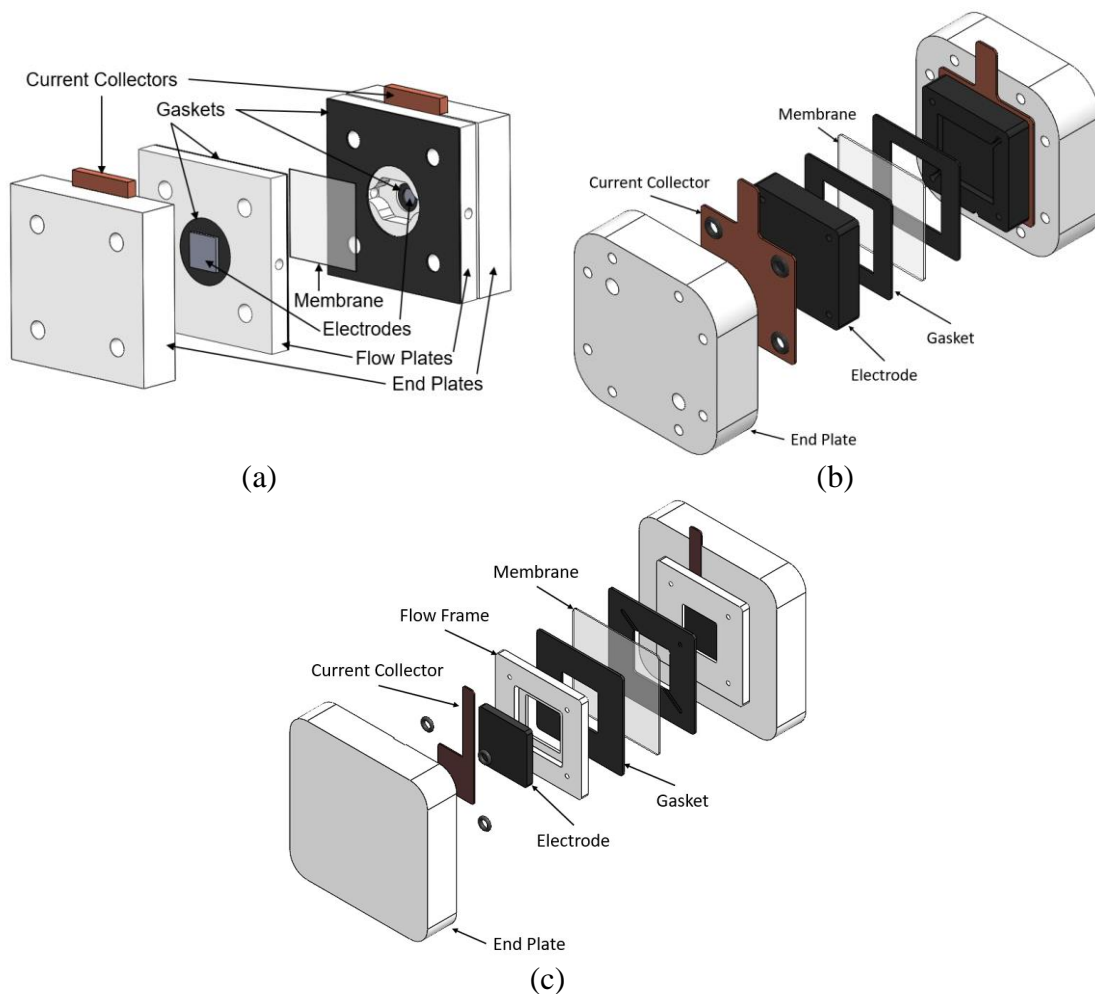 Current Collectors
Gaskets
Membrane
Electrodes
Flow Plates
End Plates
(a)
Membrane
Current Collector
Gasket
Electrode
End Plate
(b)
Membrane
Flow Frame
Current Collector
Gasket
Electrode
End Plate
(c)